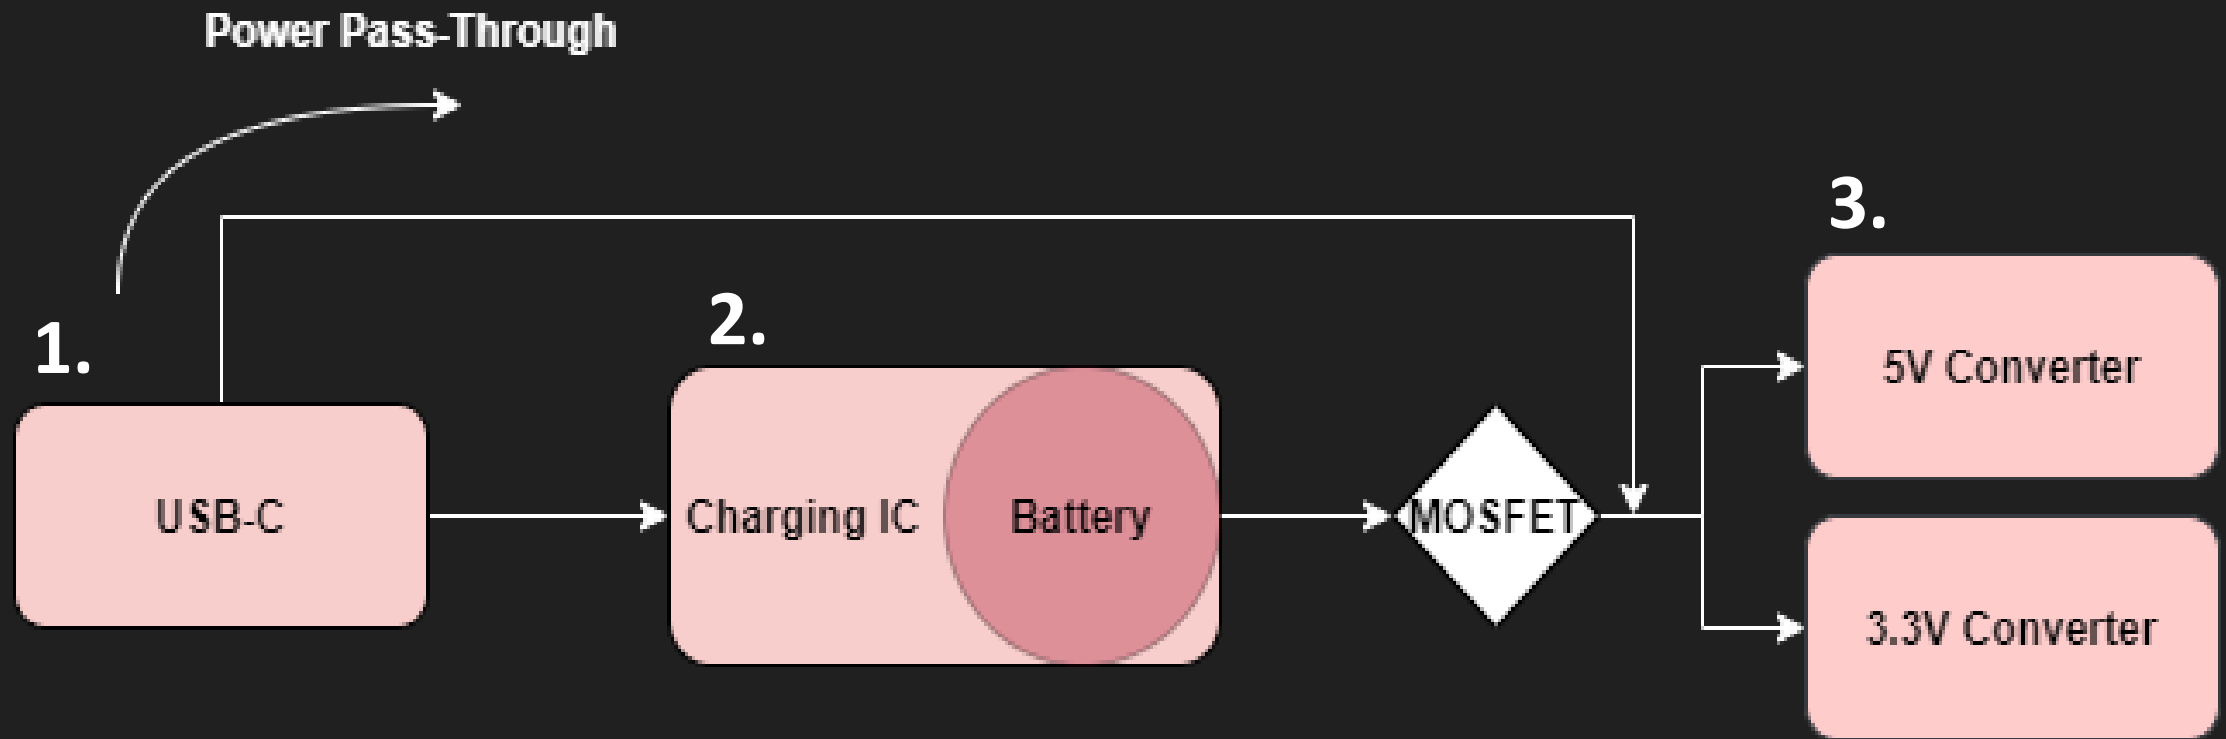 Power Pass-Through
1.
USB-C
2.
Charging IC
Battery
MOSFET
3.
5V Converter
3.3V Converter